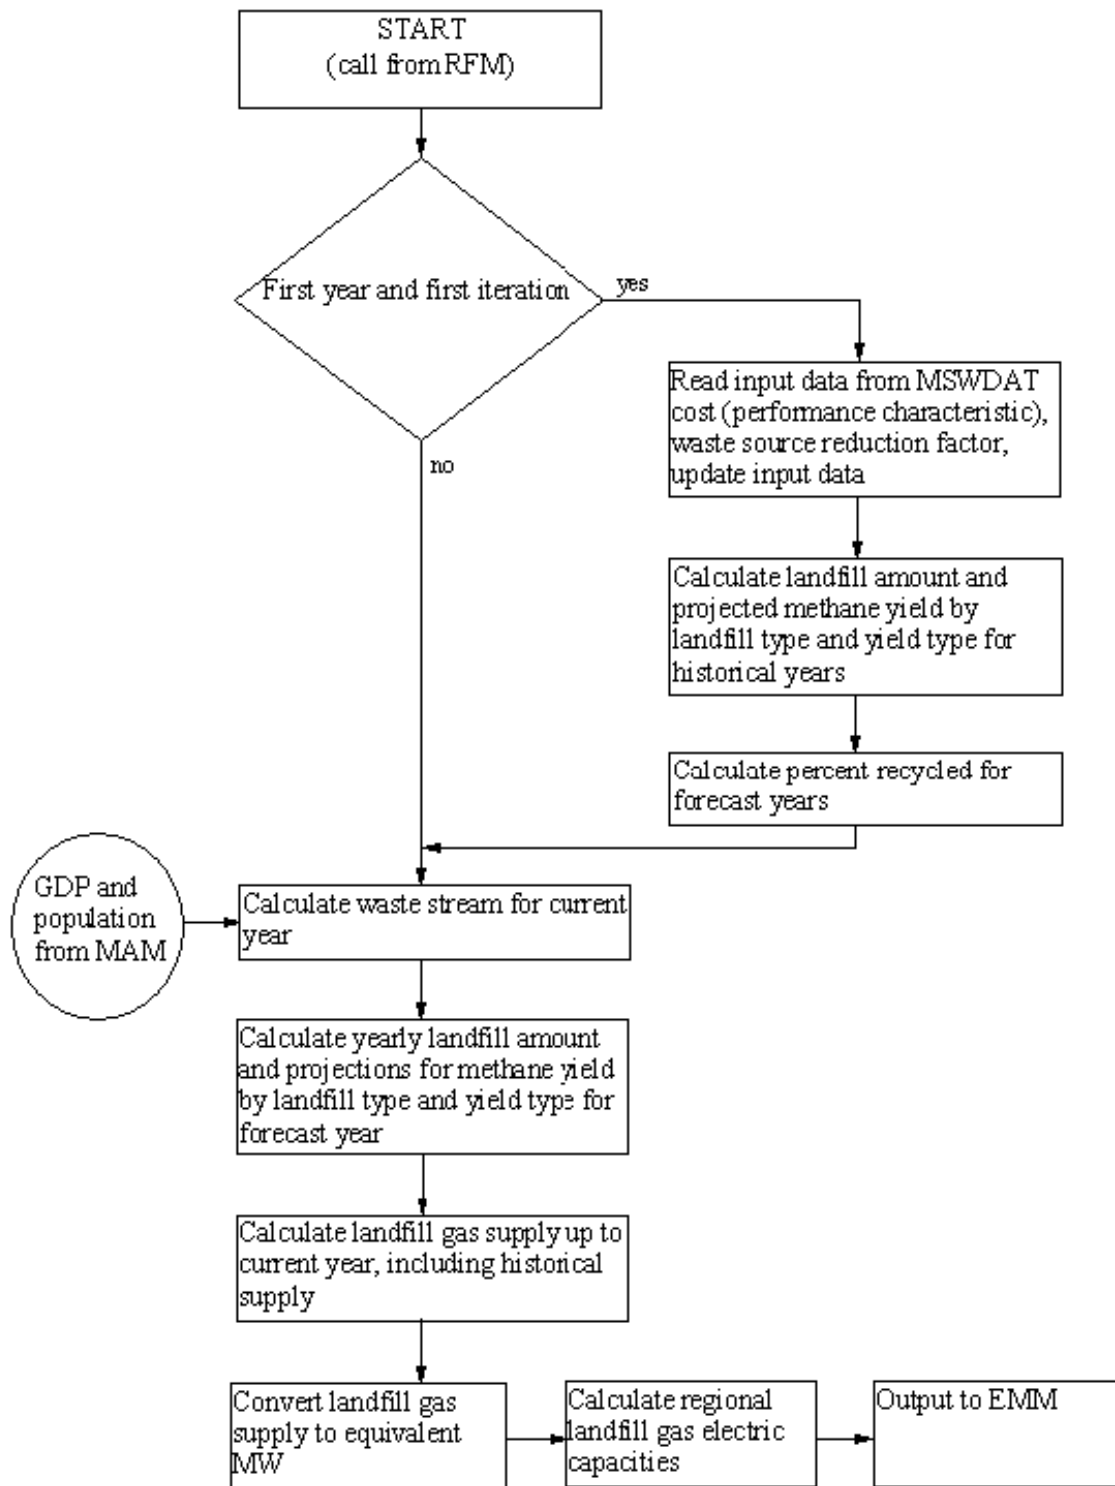 START
(call from RFM)
First year and first iteration
yes
no
Read input data from MSWDAT
cost (performance characteristic),
waste source reduction factor,
update input data
Calculate landfill amount and
projected methane yield by
landfill type and yield type for
historical years
Calculate percent recycled for
forecast years
GDP and
population
from MAM
Calculate waste stream for current
year
Calculate yearly landfill amount
and projections for methane yield
by landfill type and yield type for
forecast year
Calculate landfill gas supply up to
current year, including historical
supply
Convert landfill gas
supply to equivalent
MW
Calculate regional
landfill gas electric
capacities
Output to EMM